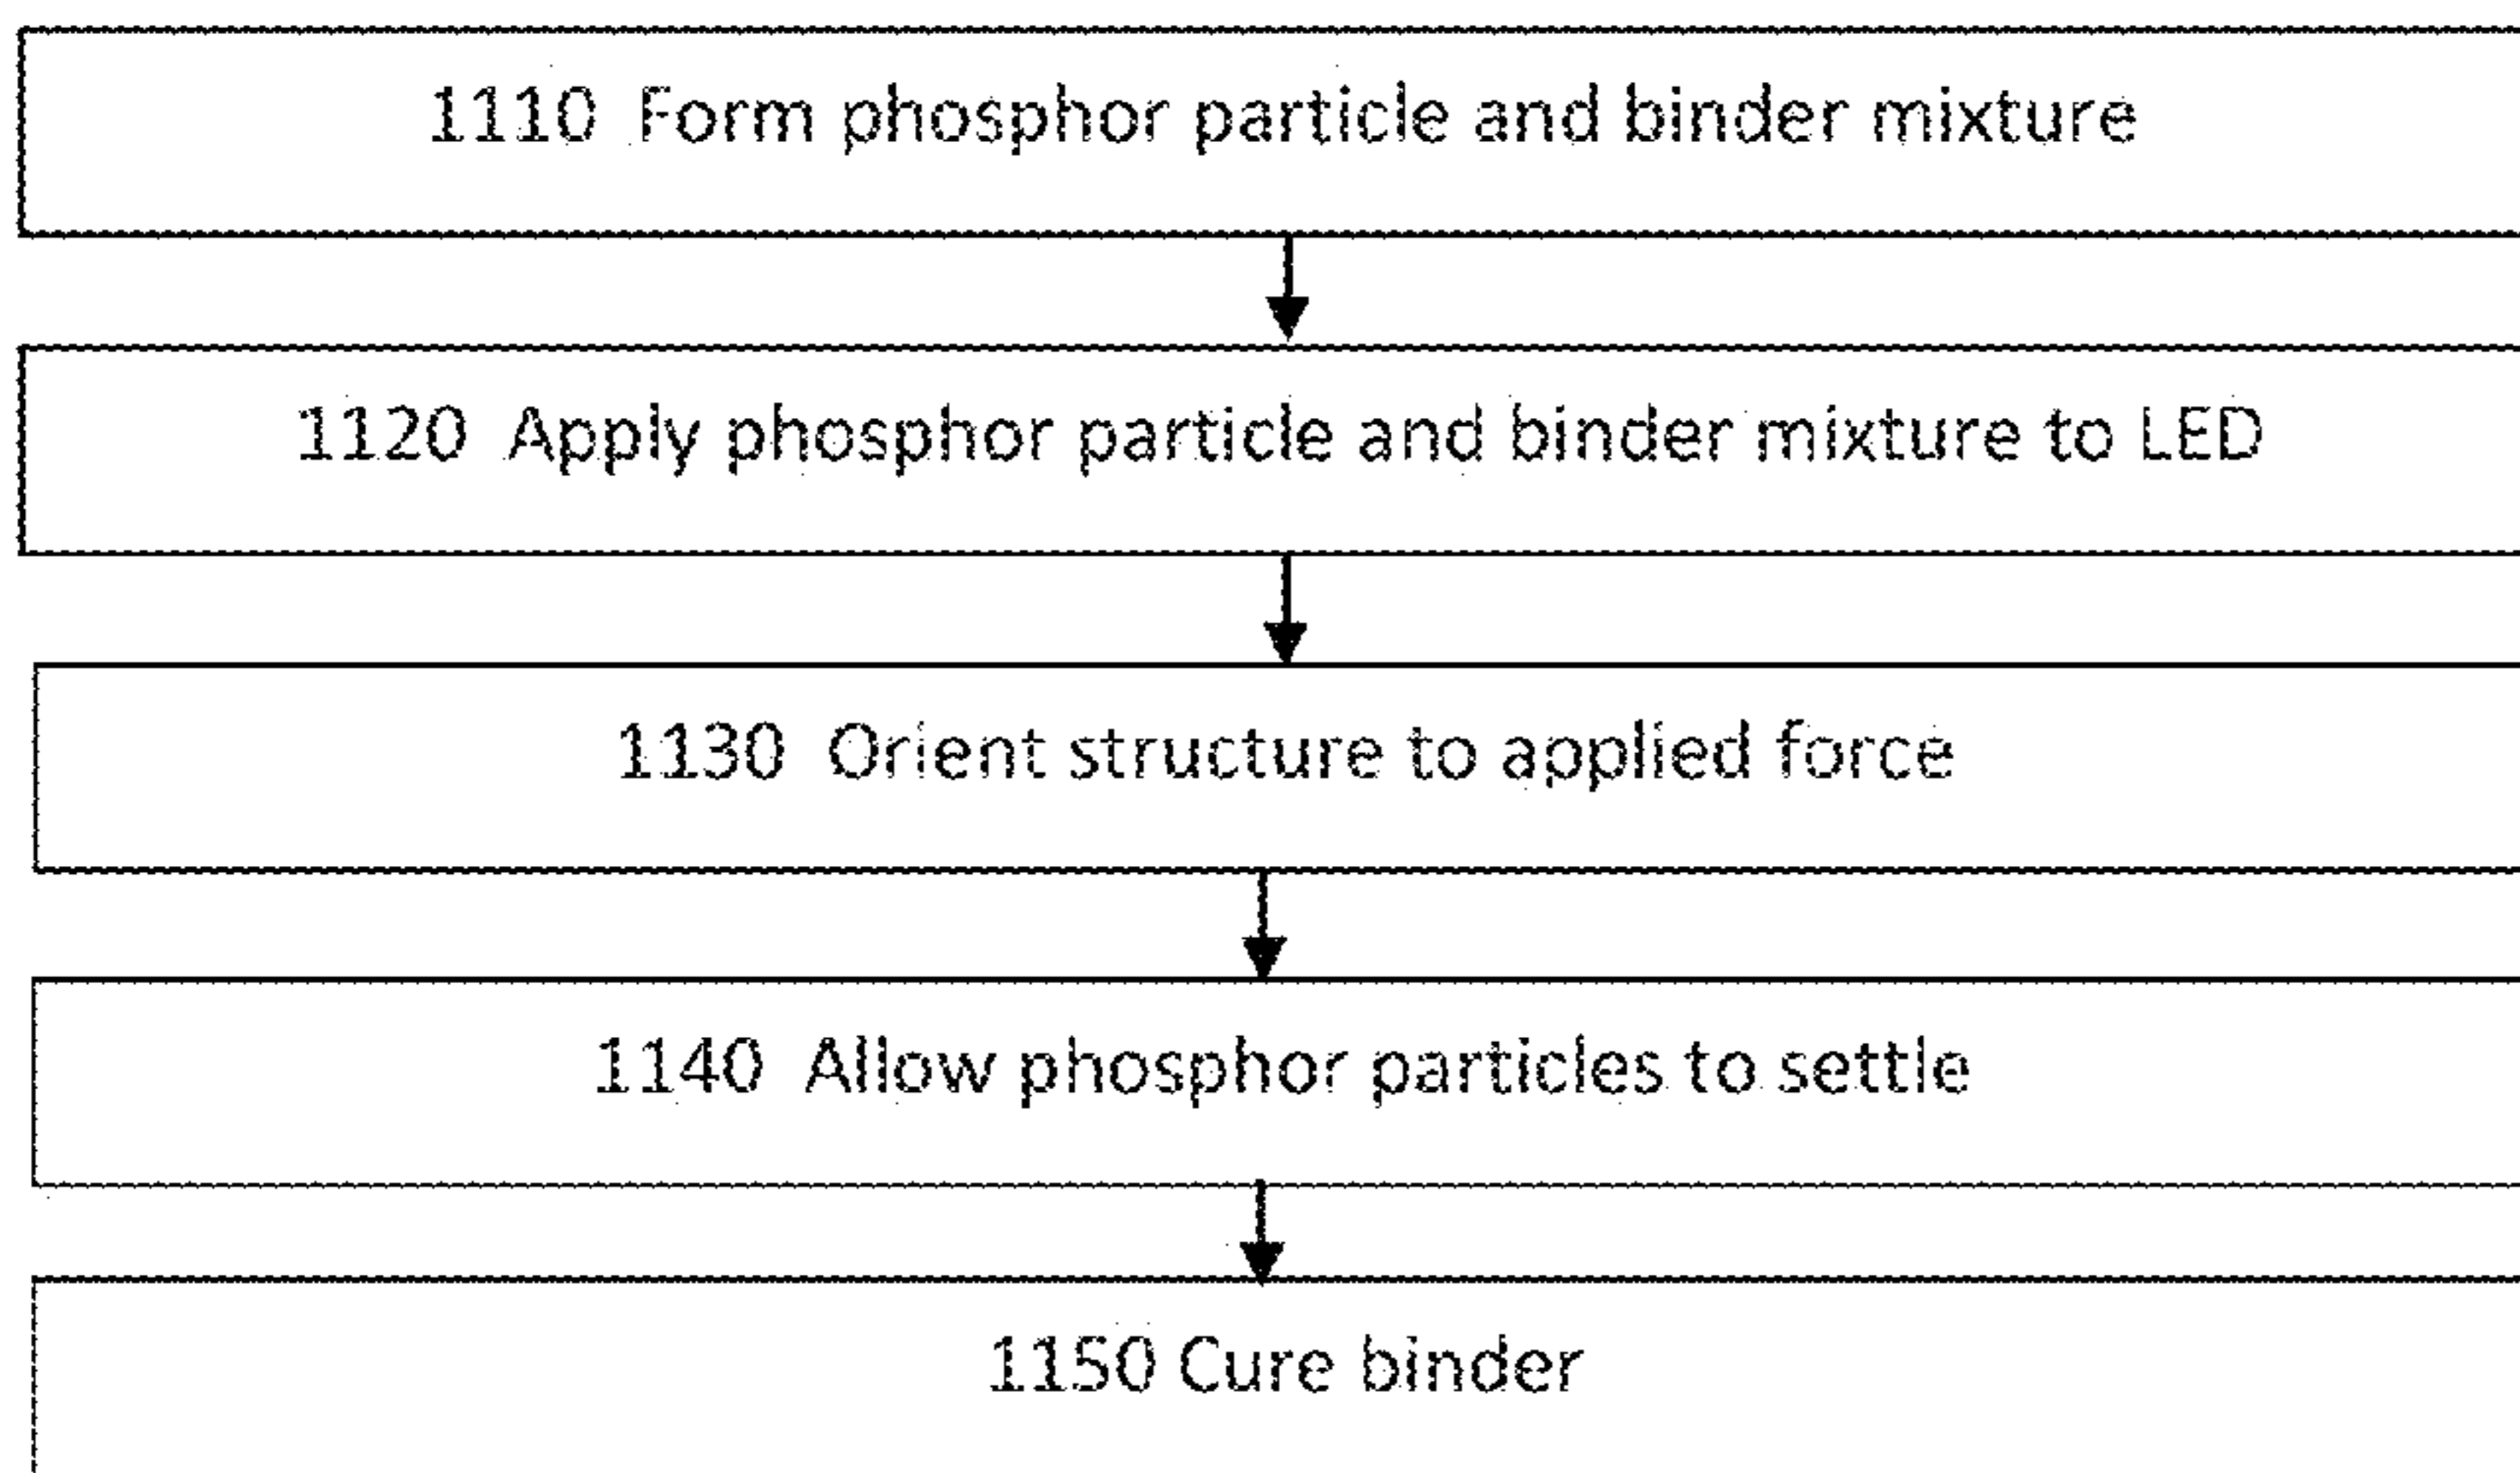 1110 Form phosphor particle and binder mixture
1120 Apply phosphor particle and binder mixture to LED
1130 Orient structure to applied force
1140 Allow phosphor particles to settle
1150 Cure binder